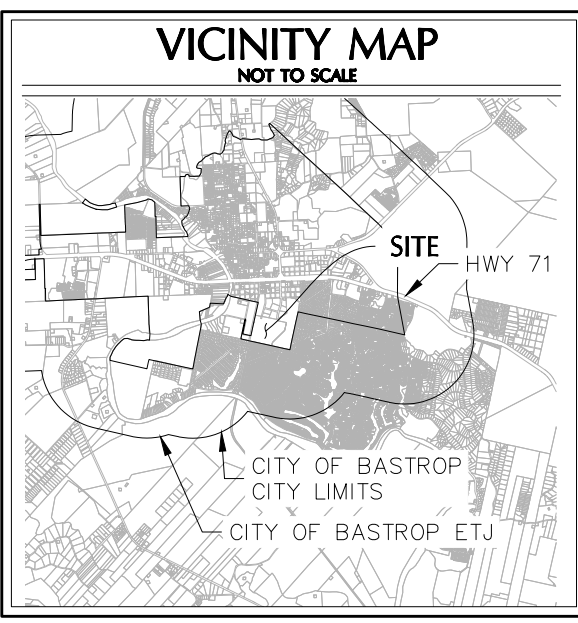 VICINITY MAP
NOT TO SCALE
SITE
HWY 71
CITY OF BASTROP
CITY LIMITS
CITY OF BASTROP ETJ